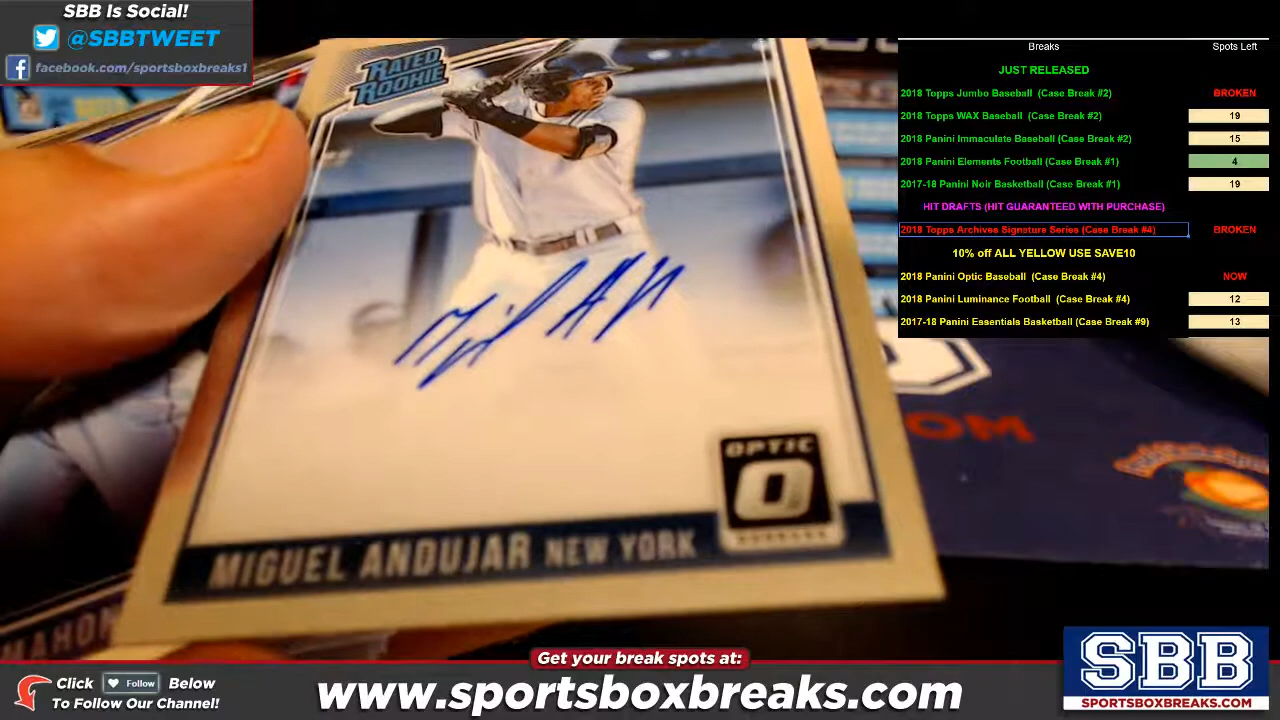 SBB Is Social!
@SBBTWEET
facebook.com/sportsboxbreaks1
RATED
ROOKIE
OPTIC
O
MIGUEL ANDUJAR NEW YORK
MAHOM
OM
Breaks Spots Left
JUST RELEASED
2018 Topps Jumbo Baseball (Case Break #2) BROKEN
2018 Topps WAX Baseball (Case Break #2) 19
2018 Panini Immaculate Baseball (Case Break #2) 15
2018 Panini Elements Football (Case Break #1) 4
2017-18 Panini Noir Basketball (Case Break #1) 19
HIT DRAFTS (HIT GUARANTEED WITH PURCHASE)
2018 Topps Archives Signature Series (Case Break #4) BROKEN
10% off ALL YELLOW USE SAVE10
2018 Panini Optic Baseball (Case Break #4) NOW
2018 Panini Luminance Football (Case Break #4) 12
2017-18 Panini Essentials Basketball (Case Break #9) 13
Get your break spots at:
Click Follow Below
To Follow Our Channel!
www.sportsboxbreaks.com
SBB
SPORTSBOXBREAKS.COM